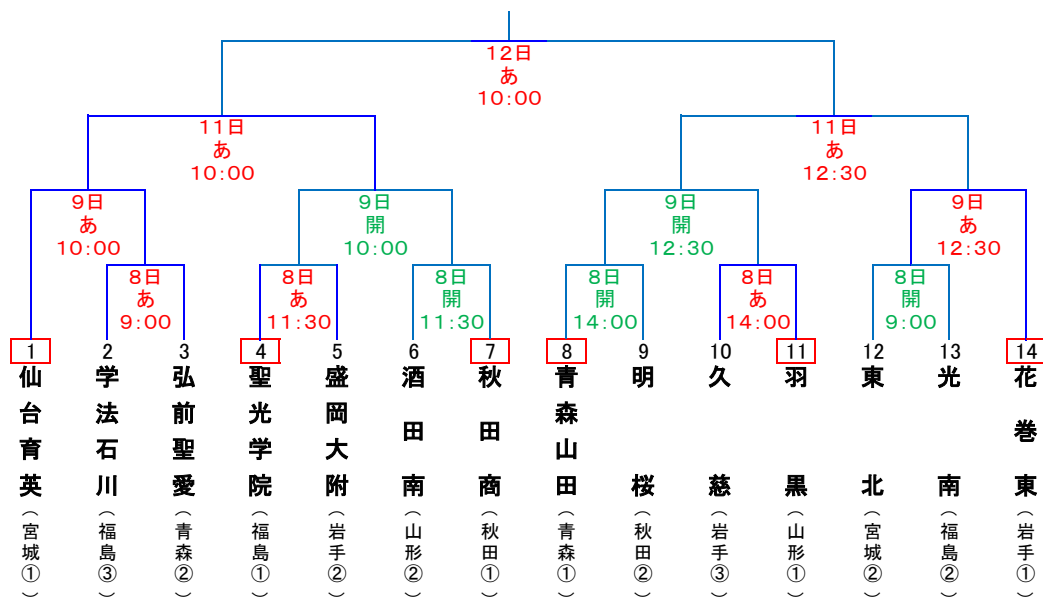 12日
あ
10:00
11日
あ
10:00
11日
あ
12:30
9日
あ
10:00
9日
開
10:00
9日
開
12:30
9日
あ
12:30
8日
あ
9:00
8日
あ
11:30
8日
開
11:30
8日
開
14:00
8日
あ
14:00
8日
開
9:00
1
仙台育英
(宮城①)
2
学法石川
(福島③)
3
弘前聖愛
(青森②)
4
聖光学院
(福島①)
5
盛岡大附
(岩手②)
6
酒田南
(山形②)
7
秋田商
(秋田①)
8
青森山田
(青森①)
9
明桜
(秋田②)
10
久慈
(岩手③)
11
羽黒
(山形①)
12
東北
(宮城②)
13
光南
(福島②)
14
花巻東
(岩手①)